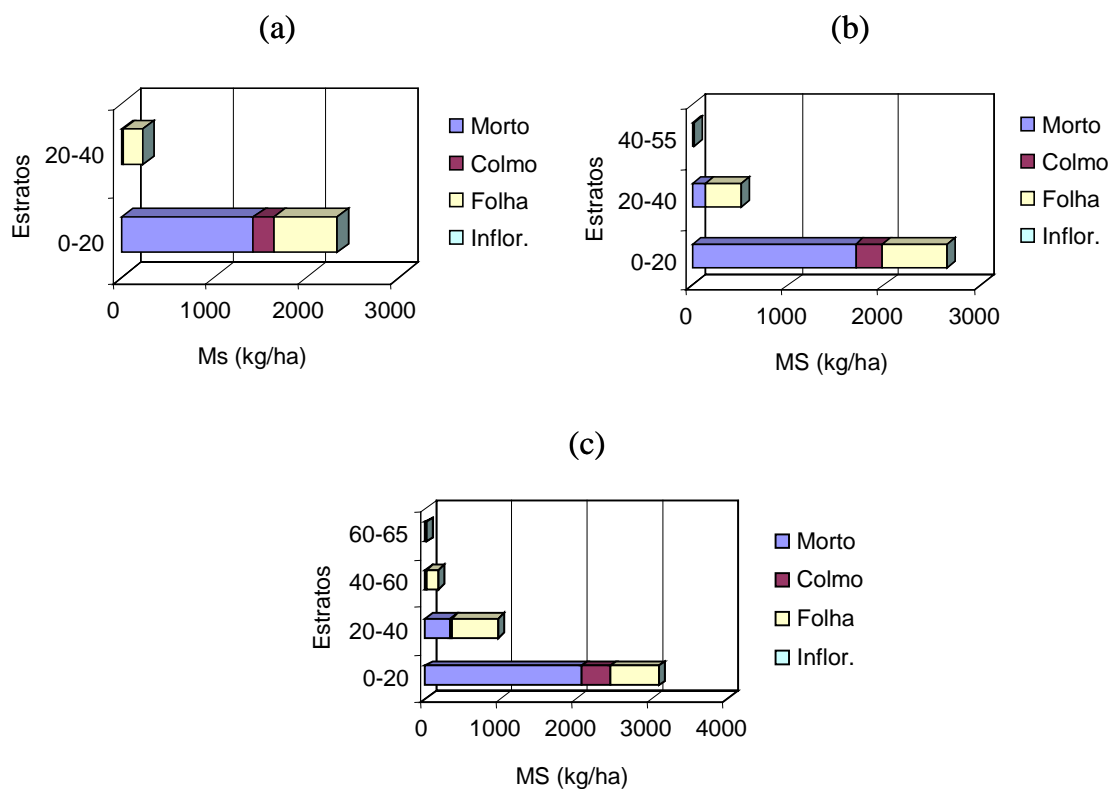 (a)
Estratos
20-40
0-20
0
1000
2000
3000
Ms (kg/ha)
Morto
Colmo
Folha
Inflor.
(b)
Estratos
40-55
20-40
0-20
0
1000
2000
3000
MS (kg/ha)
Morto
Colmo
Folha
Inflor.
(c)
Estratos
60-65
40-60
20-40
0-20
0
1000
2000
3000
4000
MS (kg/ha)
Morto
Colmo
Folha
Inflor.